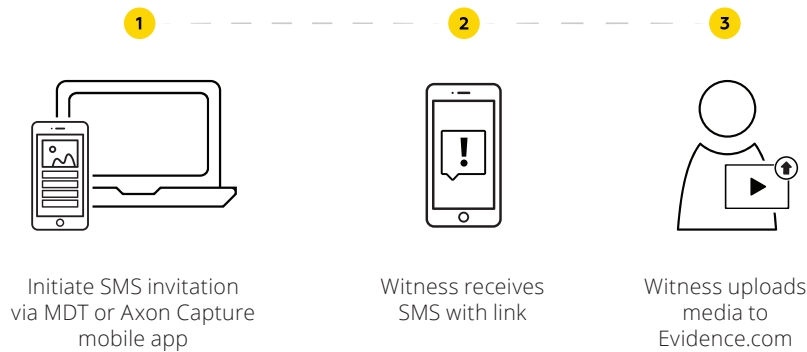 1
2
3
!
Initiate SMS invitation
via MDT or Axon Capture
mobile app
Witness receives
SMS with link
Witness uploads
media to
Evidence.com